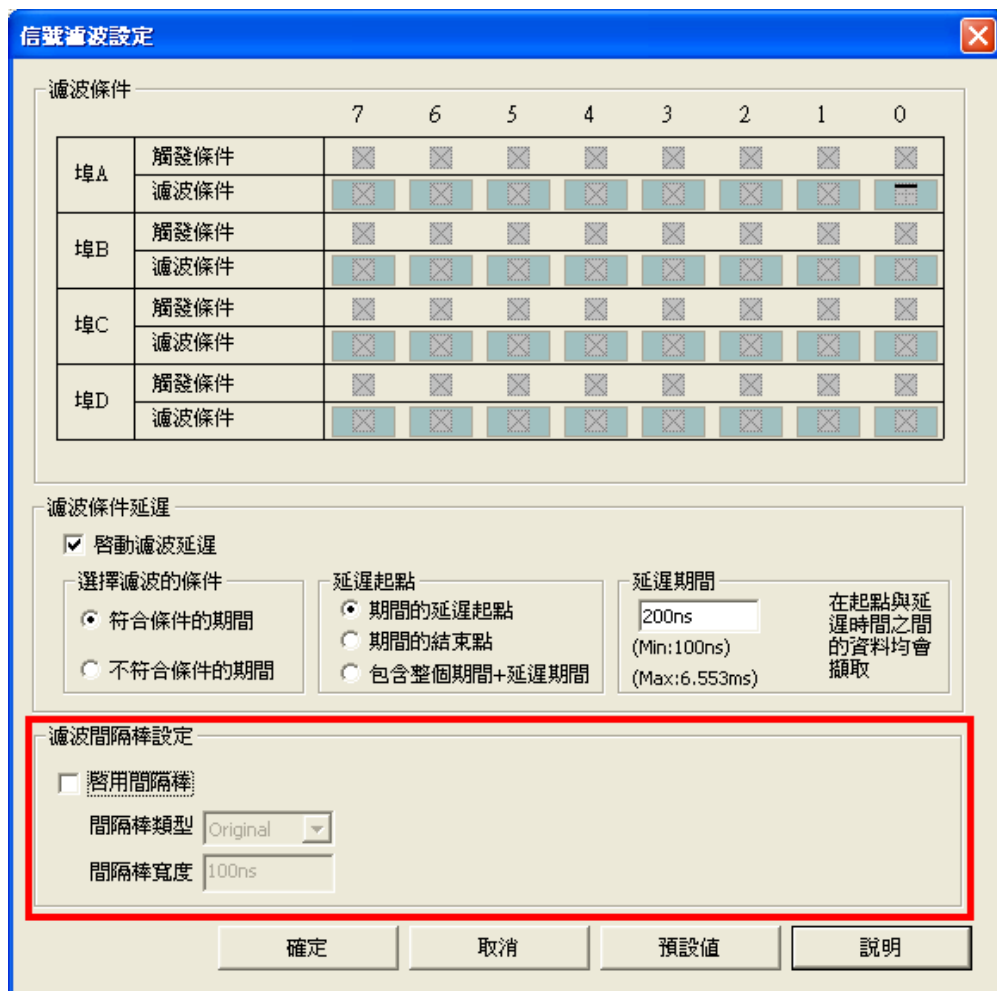 信號濾波設定
濾波條件
7 6 5 4 3 2 1 0
埠A
觸發條件
濾波條件
埠B
觸發條件
濾波條件
埠C
觸發條件
濾波條件
埠D
觸發條件
濾波條件
濾波條件延遲
啓動濾波延遲
選擇濾波的條件
符合條件的期間
不符合條件的期間
延遲起點
期間的延遲起點
期間的結束點
包含整個期間+延遲期間
延遲期間
200ns
(Min:100ns)
(Max:6.553ms)
在起點與延
遲時間之間
的資料均會
擷取
濾波間隔棒設定
啓用間隔棒
間隔棒類型 Original
間隔棒寬度 100ns
確定 取消 預設值 說明